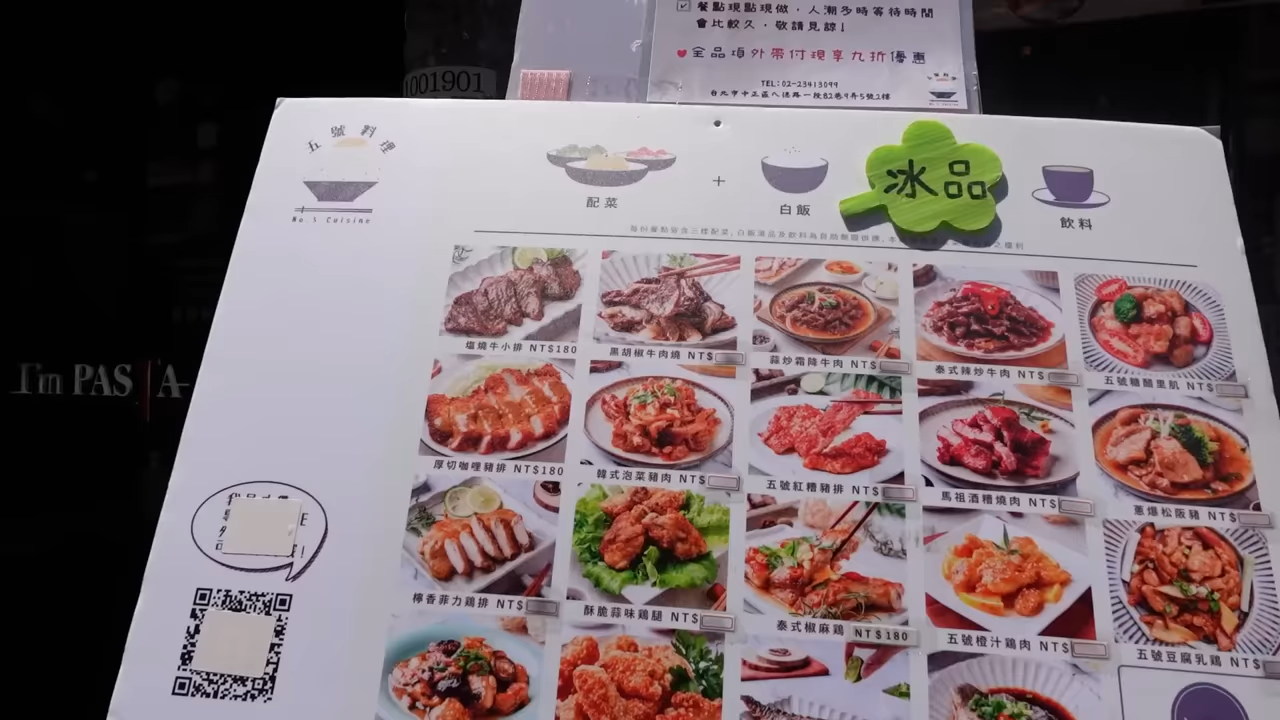 餐點現點現做，人潮多時等待時間
會比較久，敬請見諒！
全品項外帶付現享九折優惠
TEL:02-23413099
台北市中正區八德路一段82巷9弄5號2樓
1001901
五號料理
No.5 Cuisine
配菜
+
白飯
冰品
飲料
I'm PASTA
塩燒牛小排 NT$180
黑胡椒牛肉燒 NT$
蒜炒霜降牛肉 NT$
泰式辣炒牛肉 NT$
五號糖醋里肌 NT$
厚切咖哩豬排 NT$180
韓式泡菜豬肉 NT$
五號紅糟豬排 NT$
馬祖酒糟燒肉 NT$
蔥爆松阪豬 NT$
檸香菲力鷄排 NT$
酥脆蒜味鷄腿 NT$
泰式椒麻鷄 NT$180
五號橙汁鷄肉 NT$
五號豆腐乳鷄 NT$